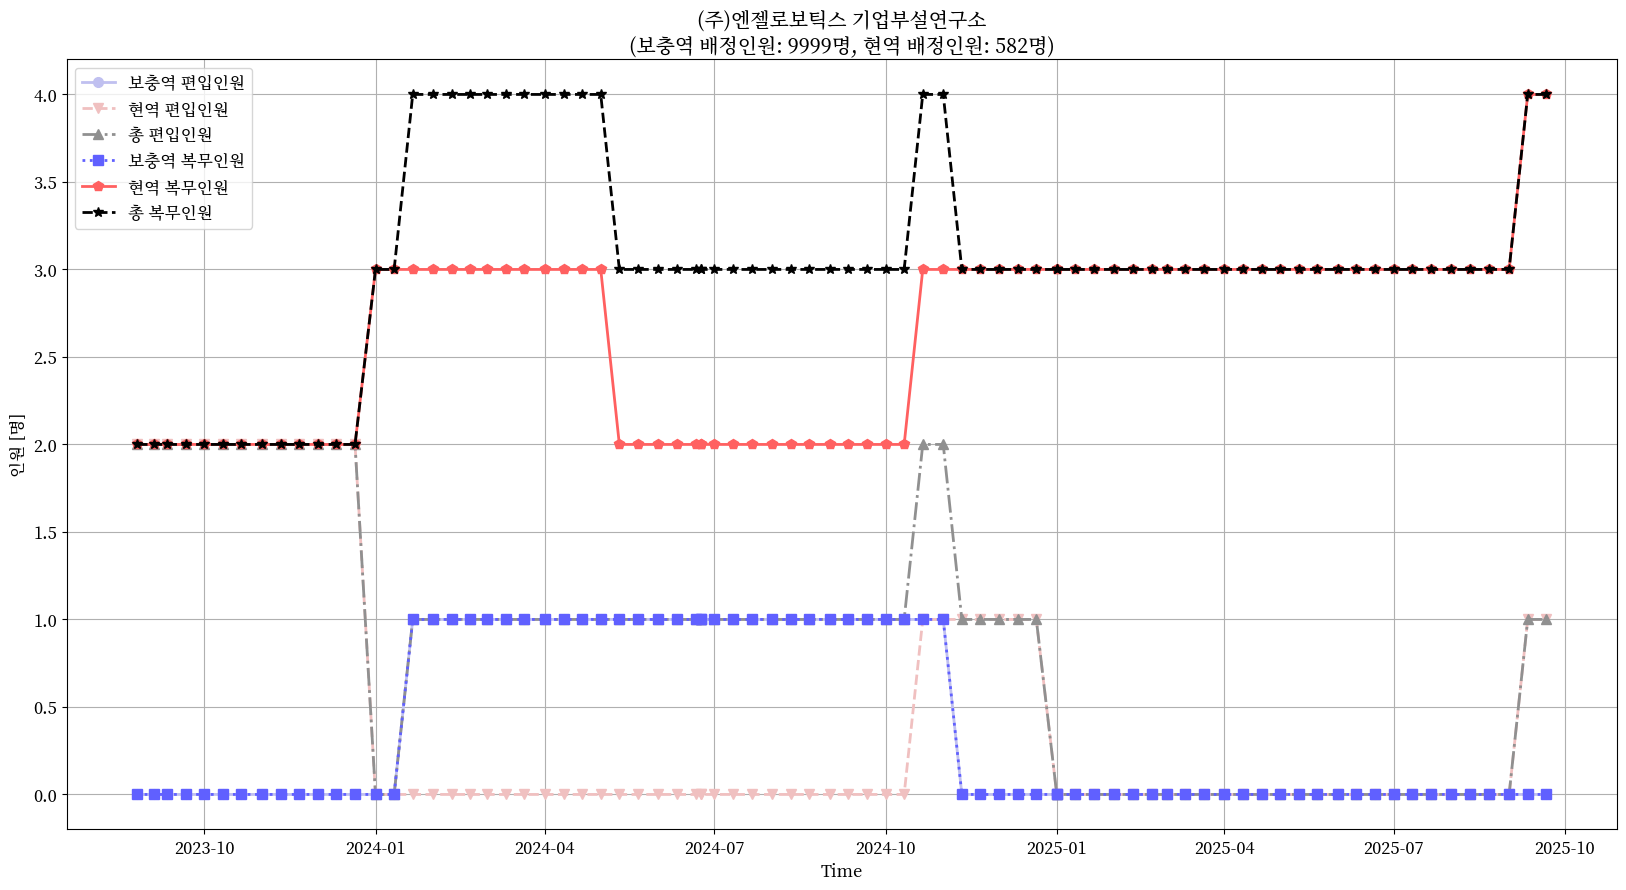 (주)엔젤로보틱스 기업부설연구소
(보충역 배정인원: 9999명, 현역 배정인원: 582명)
보충역 편입인원
현역 편입인원
총 편입인원
보충역 복무인원
현역 복무인원
총 복무인원
4.0
3.5
3.0
2.5
2.0
1.5
1.0
0.5
0.0
인원 [명]
2023-10
2024-01
2024-04
2024-07
2024-10
2025-01
2025-04
2025-07
2025-10
Time